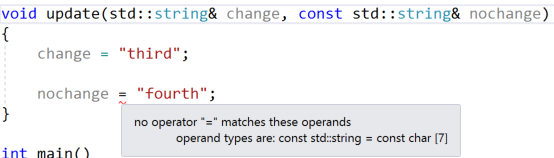 void update(std::string& change, const std::string& nochange)
{
change = "third";
nochange = "fourth";
no operator "=" matches these operands
operand types are: const std::string = const char [7]
}
int main()